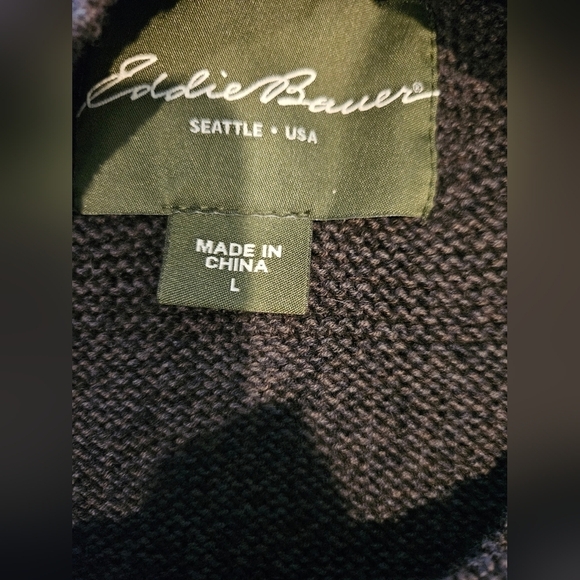 Eddie Bauer®
SEATTLE • USA
MADE IN
CHINA
L